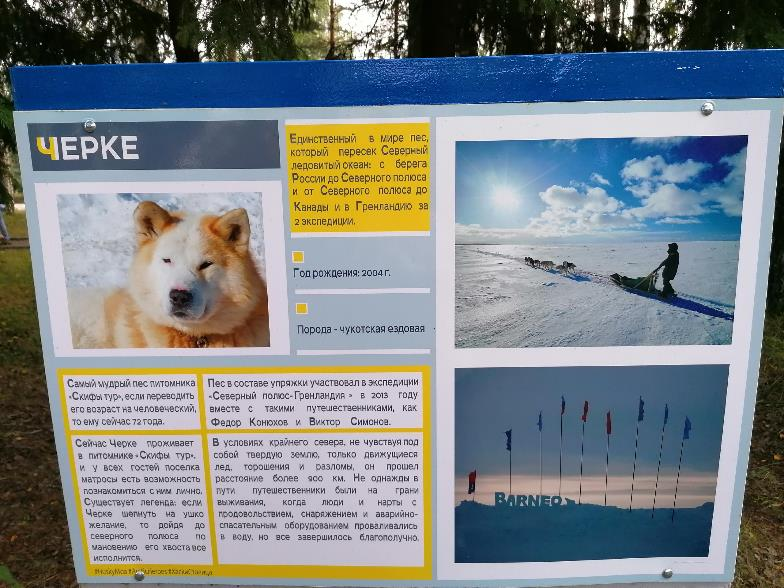 ЧЕРКЕ
Единственный в мире пес,
который пересек Северный
ледовитый океан: с берега
России до Северного полюса
и от Северного полюса до
Канады и в Гренландию за
2 экспедиции.
Год рождения: 2004 г.
Порода - чукотская ездовая
Самый мудрый пес питомника
«Скифы тур», если переводить
его возраст на человеческий,
то ему сейчас 72 года.
Пес в составе упряжки участвовал в экспедиции
«Северный полюс-Гренландия » в 2013 году
вместе с такими путешественниками, как
Федор Конюхов и Виктор Симонов.
Сейчас Черке проживает
в питомнике «Скифы тур»,
и у всех гостей поселка
матросы есть возможность
познакомиться с ним лично.
Существует легенда: если
Черке шепнуть на ушко
желание, то дойдя до
северного полюса по
мановению его хвоста все
исполнится.
В условиях крайнего севера, не чувствуя под
собой твердую землю, только движущиеся
лед, торошения и разломы, он прошел
расстояние более 900 км. Не однажды в
пути путешественники были на грани
выживания, когда люди и нарты с
продовольствием, снаряжением и аварийно-
спасательным оборудованием проваливались
в воду, но все завершилось благополучно.
BARNEO